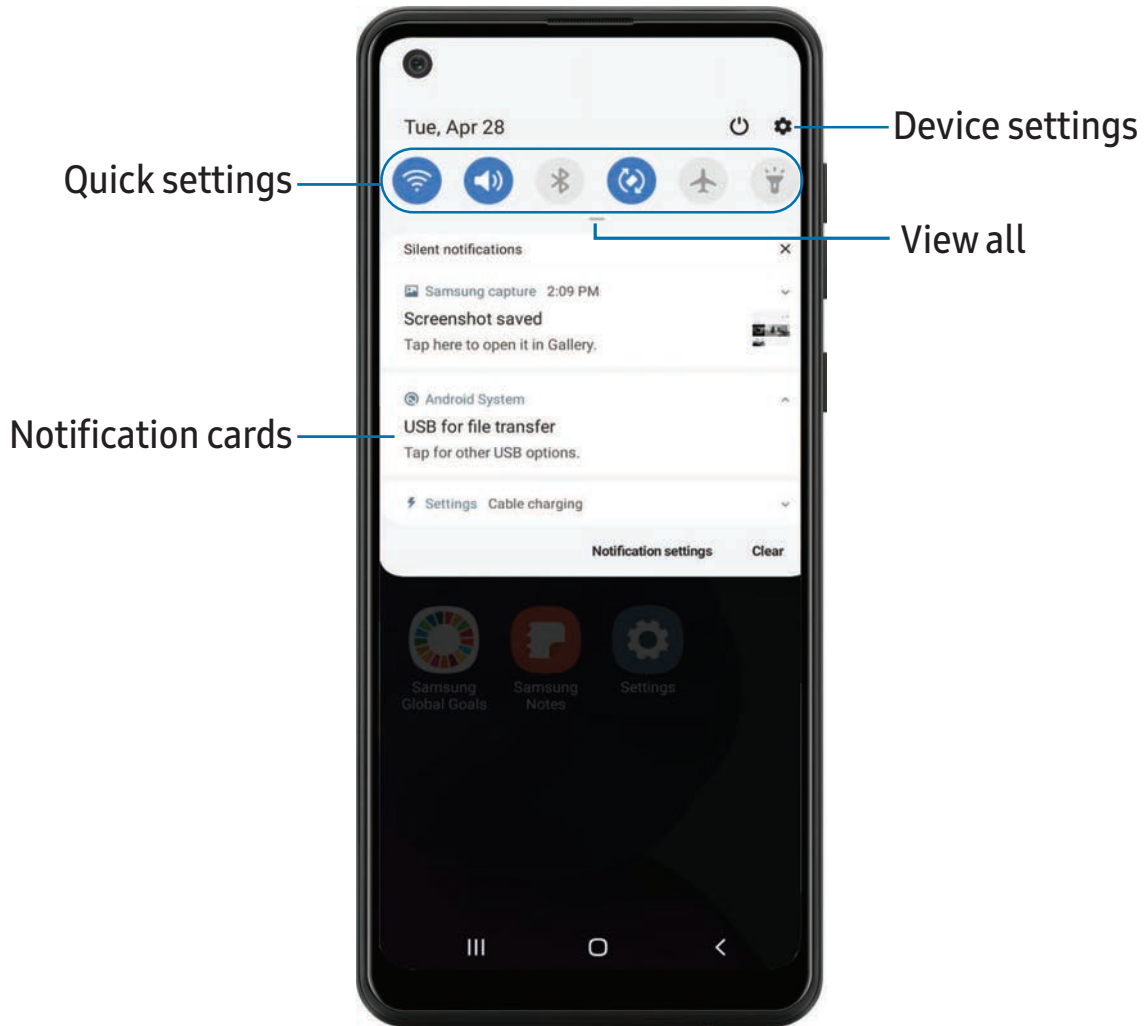 Tue, Apr 28
Device settings
Quick settings
View all
Silent notifications
Samsung capture 2:09 PM
Screenshot saved
Tap here to open it in Gallery.
Android System
Notification cards
USB for file transfer
Tap for other USB options.
Settings Cable charging
Notification settings Clear
Samsung Global Goals
Samsung Notes
Settings